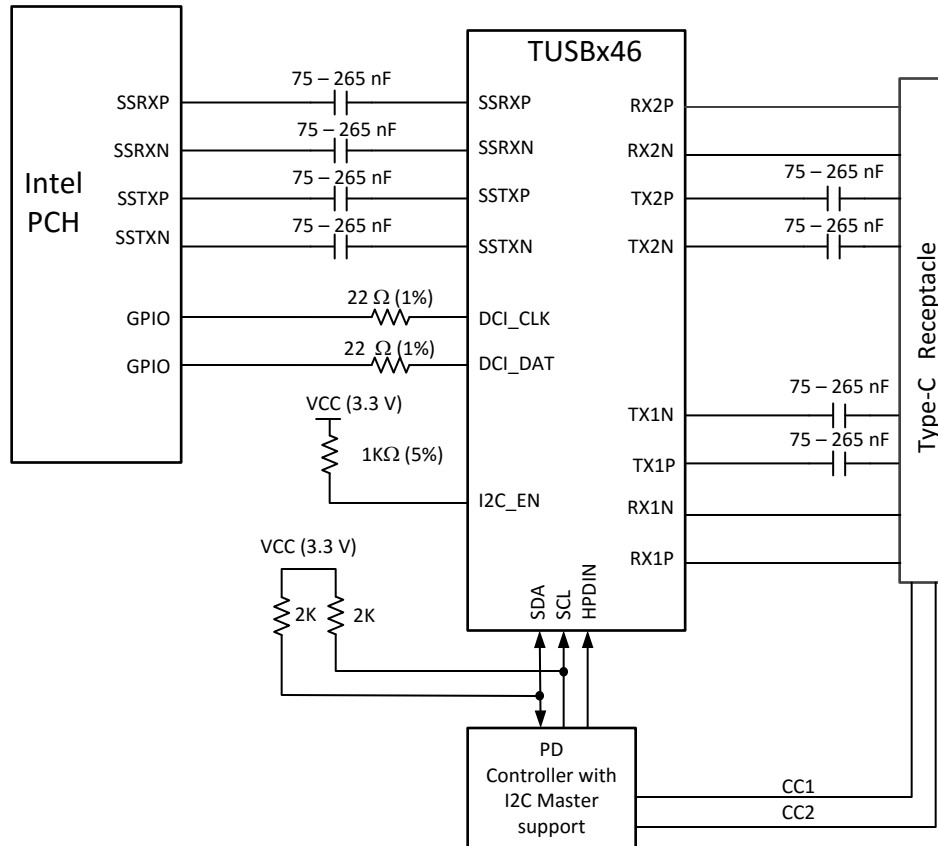 TUSBx46
Intel
PCH
SSRXP
SSRXN
SSTXP
SSTXN
GPIO
GPIO
75 – 265 nF
75 – 265 nF
75 – 265 nF
75 – 265 nF
22 Ω (1%)
22 Ω (1%)
VCC (3.3 V)
1KΩ (5%)
VCC (3.3 V)
2K
2K
SSRXP
SSRXN
SSTXP
SSTXN
DCI_CLK
DCI_DAT
I2C_EN
SDA
SCL
HPDIN
RX2P
RX2N
TX2P
TX2N
TX1N
TX1P
RX1N
RX1P
75 – 265 nF
75 – 265 nF
75 – 265 nF
75 – 265 nF
Type-C Receptacle
PD
Controller with
I2C Master
support
CC1
CC2